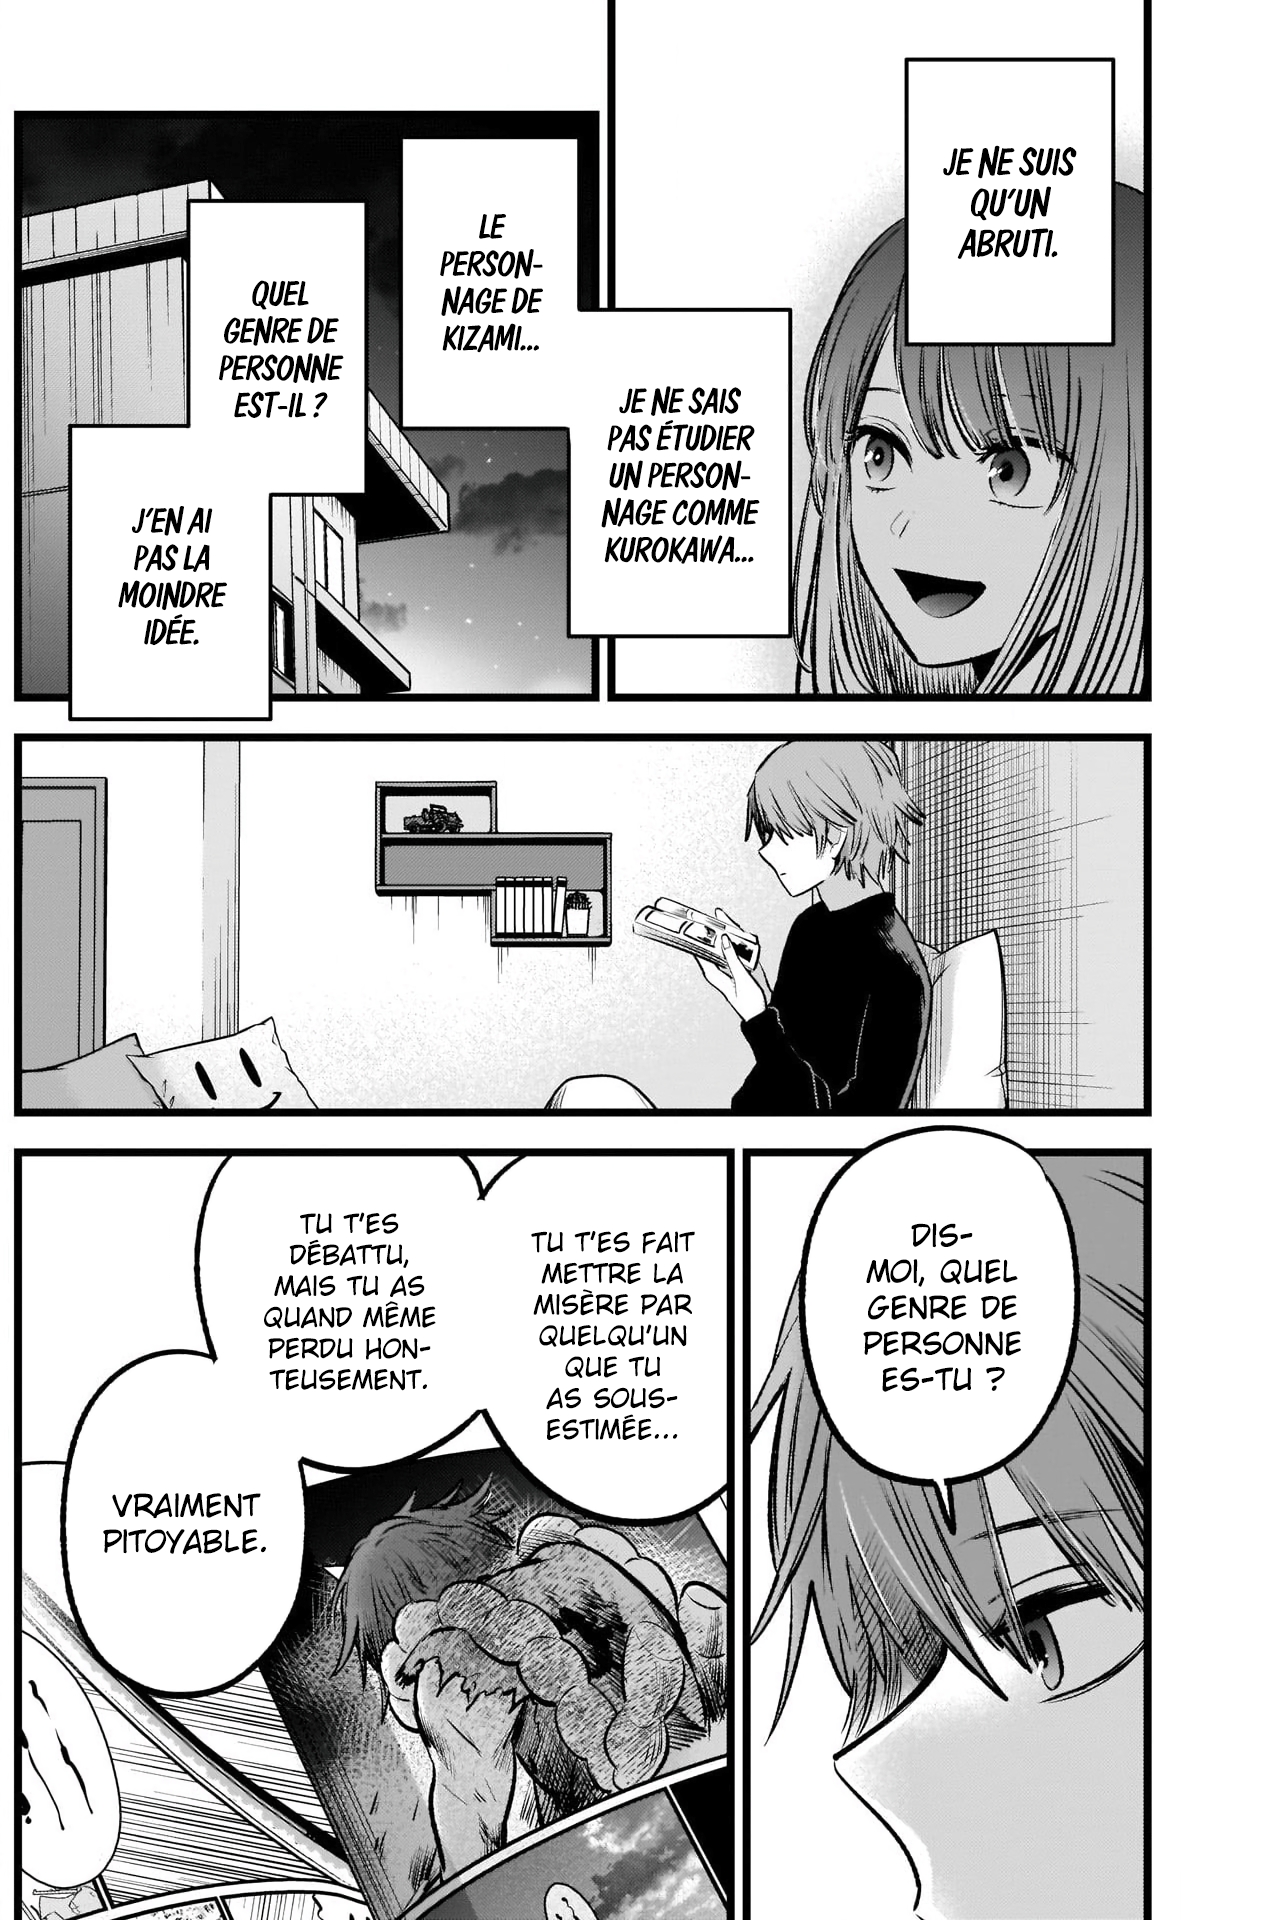 JE NE SUIS
QU'UN
ABRUTI.
JE NE SAIS
PAS ÉTUDIER
UN PERSON-
NAGE COMME
KUROKAWA...
LE
PERSON-
NAGE DE
KIZAMI...
QUEL
GENRE DE
PERSONNE
EST-IL ?
J'EN AI
PAS LA
MOINDRE
IDÉE.
DIS-
MOI, QUEL
GENRE DE
PERSONNE
ES-TU ?
TU T'ES FAIT
METTRE LA
MISÈRE PAR
QUELQU'UN
QUE TU
AS SOUS-
ESTIMÉE...
TU T'ES
DÉBATTU,
MAIS TU AS
QUAND MÊME
PERDU HON-
TEUSEMENT.
VRAIMENT
PITOYABLE.